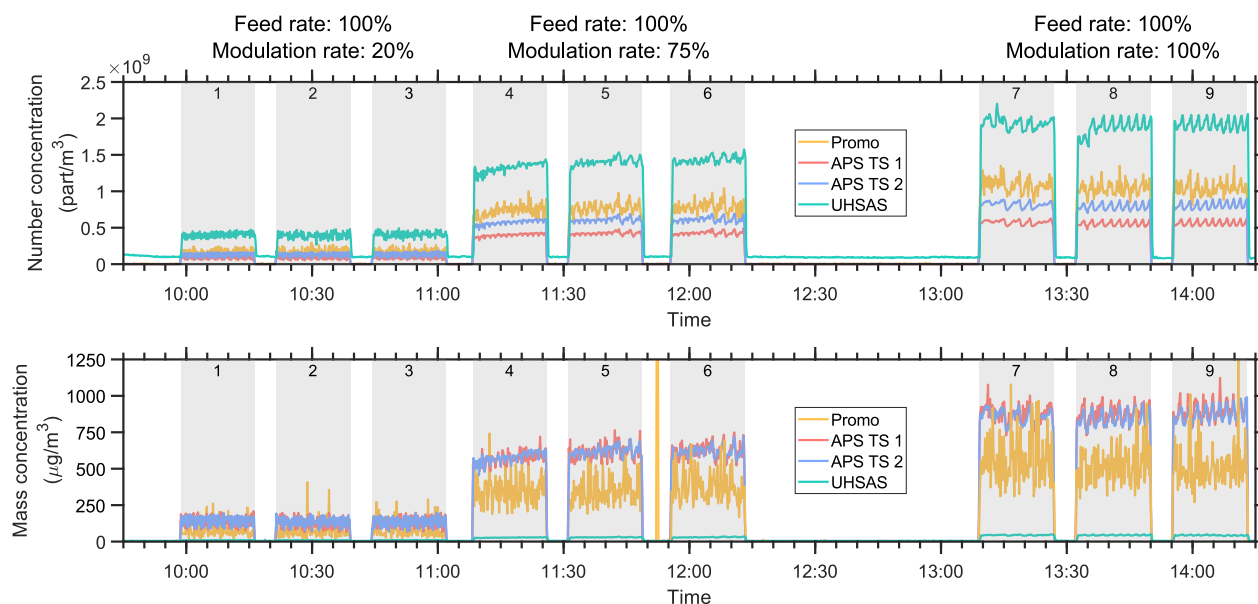 Feed rate: 100%
Modulation rate: 20%
Feed rate: 100%
Modulation rate: 75%
Feed rate: 100%
Modulation rate: 100%
×10⁹
Number concentration
(part/m³)
2.5
2
1.5
1
0.5
0
1
2
3
4
5
6
7
8
9
Promo
APS TS 1
APS TS 2
UHSAS
10:00
10:30
11:00
11:30
12:00
12:30
13:00
13:30
14:00
Time
Mass concentration
(μg/m³)
1250
1000
750
500
250
0
1
2
3
4
5
6
7
8
9
Promo
APS TS 1
APS TS 2
UHSAS
10:00
10:30
11:00
11:30
12:00
12:30
13:00
13:30
14:00
Time